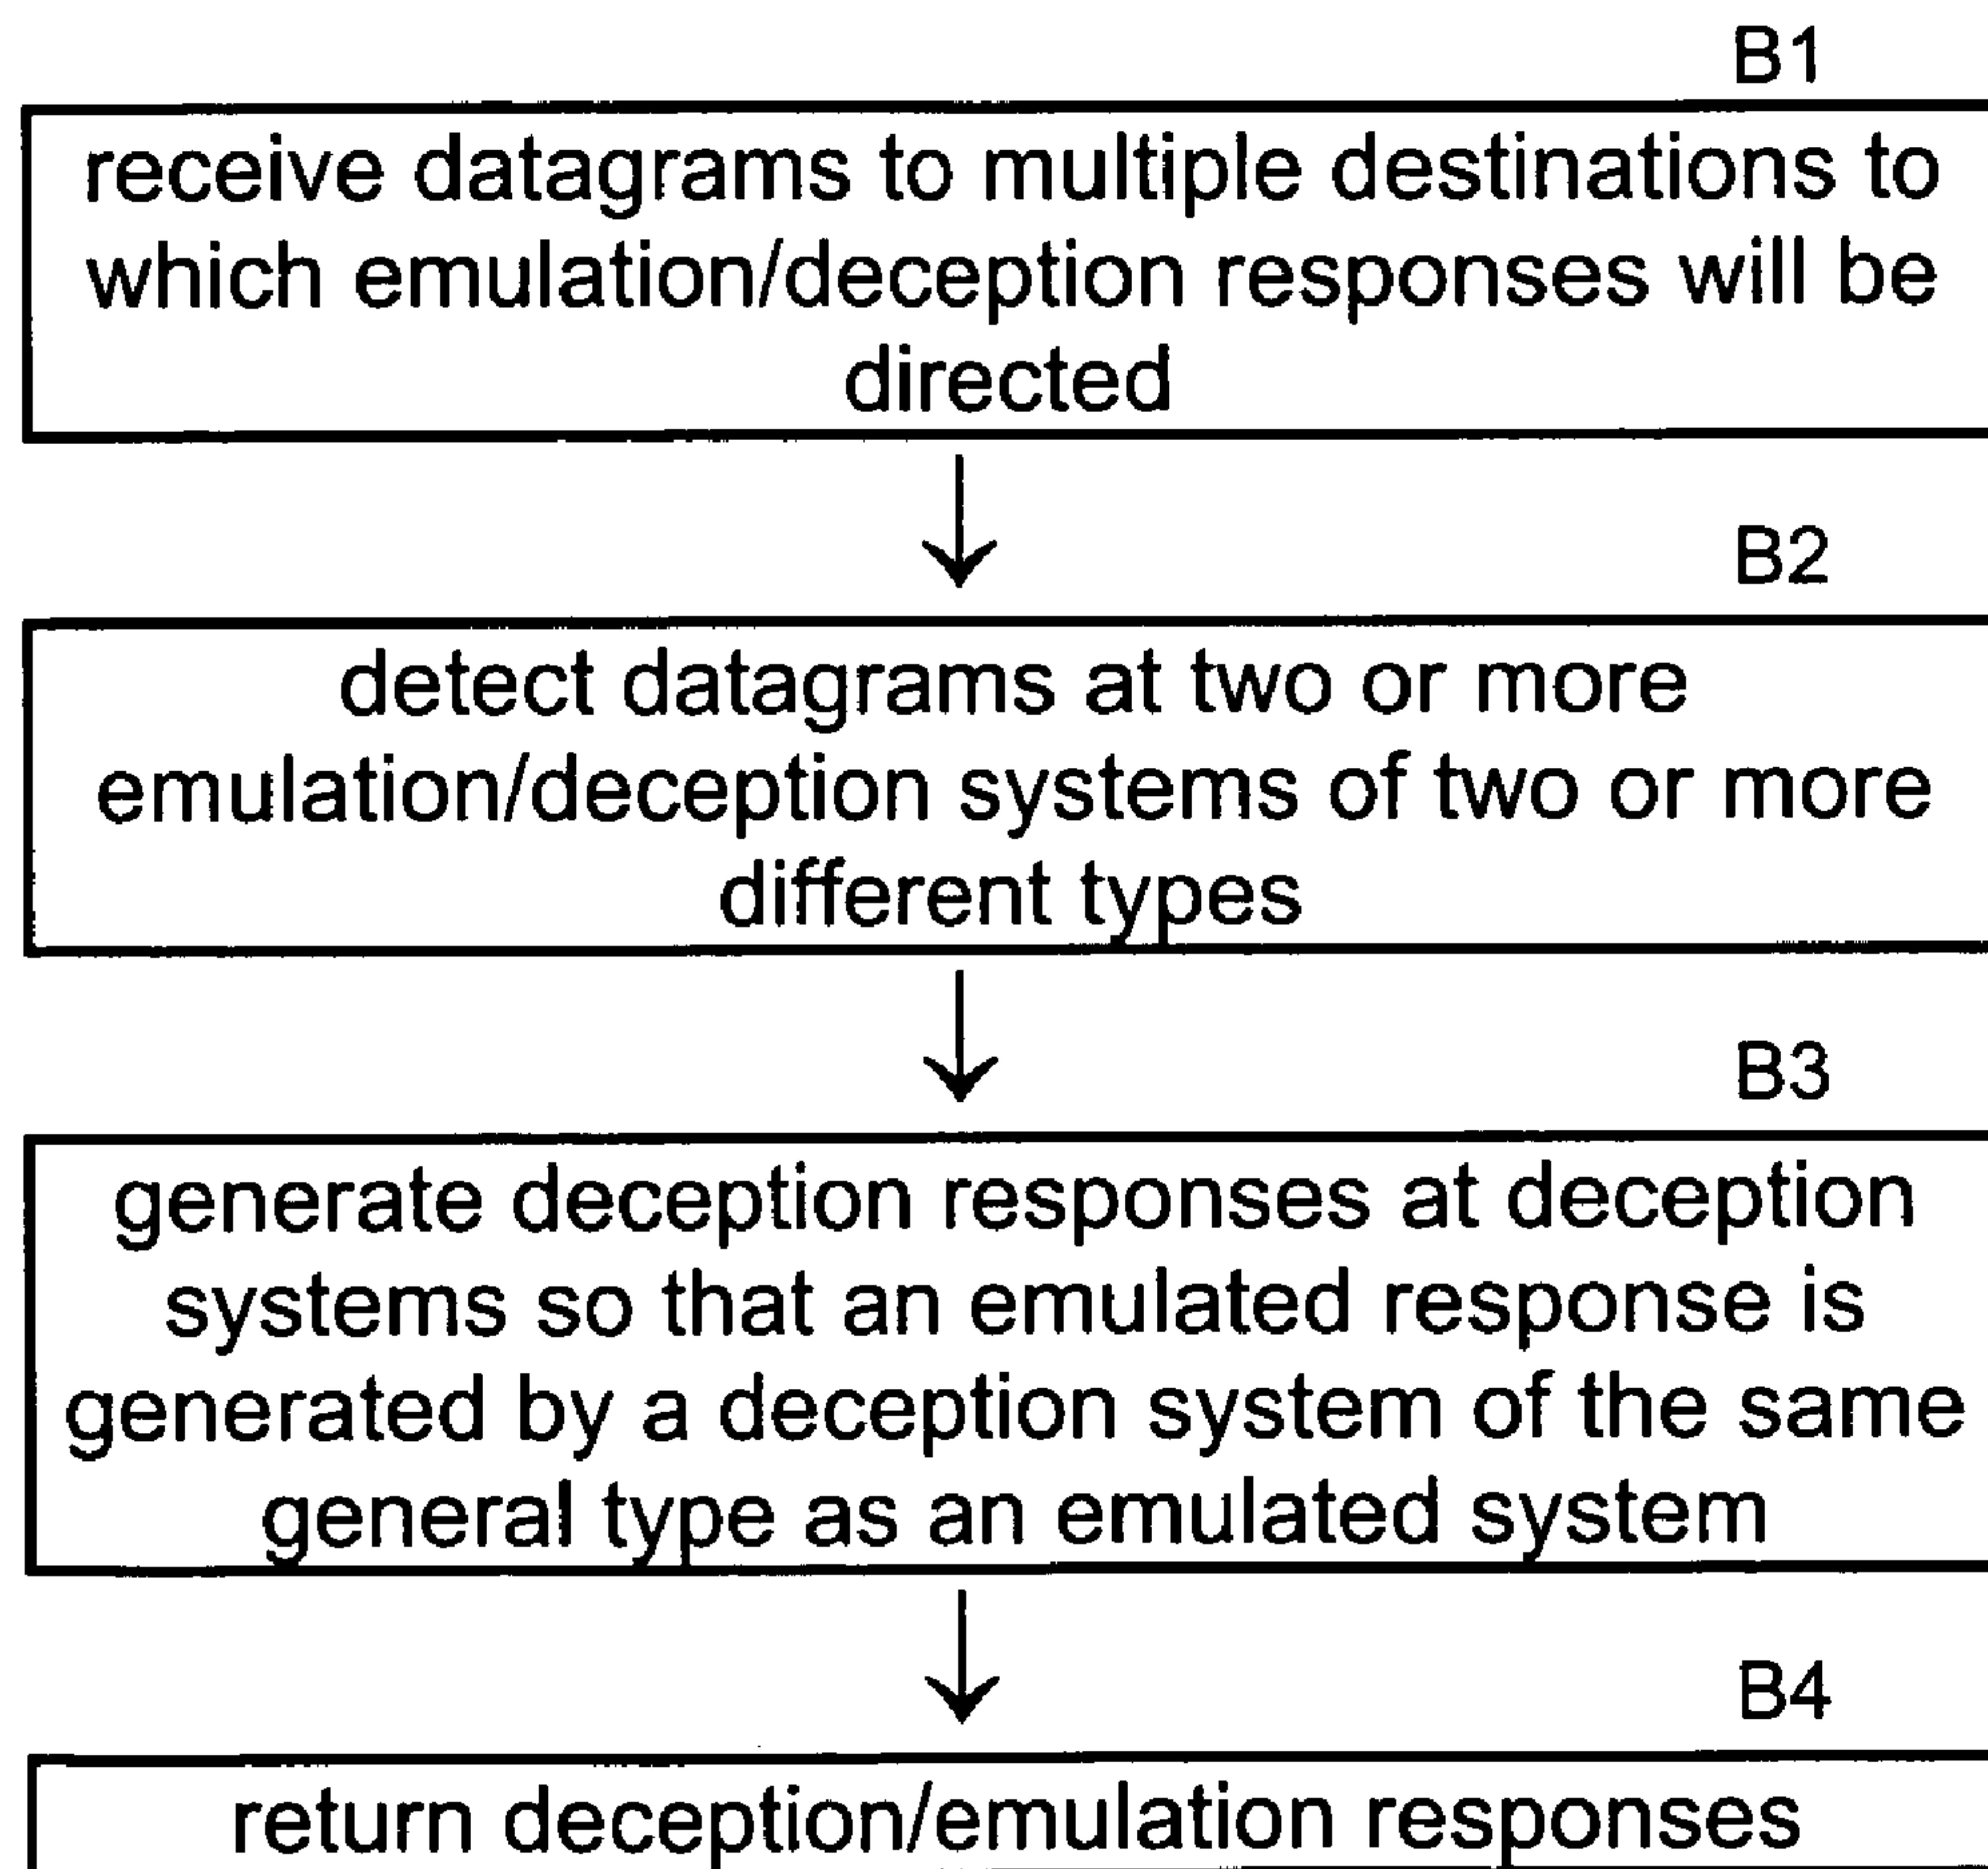 B1
receive datagrams to multiple destinations to
which emulation/deception responses will be
directed
B2
detect datagrams at two or more
emulation/deception systems of two or more
different types
B3
generate deception responses at deception
systems so that an emulated response is
generated by a deception system of the same
general type as an emulated system
B4
return deception/emulation responses